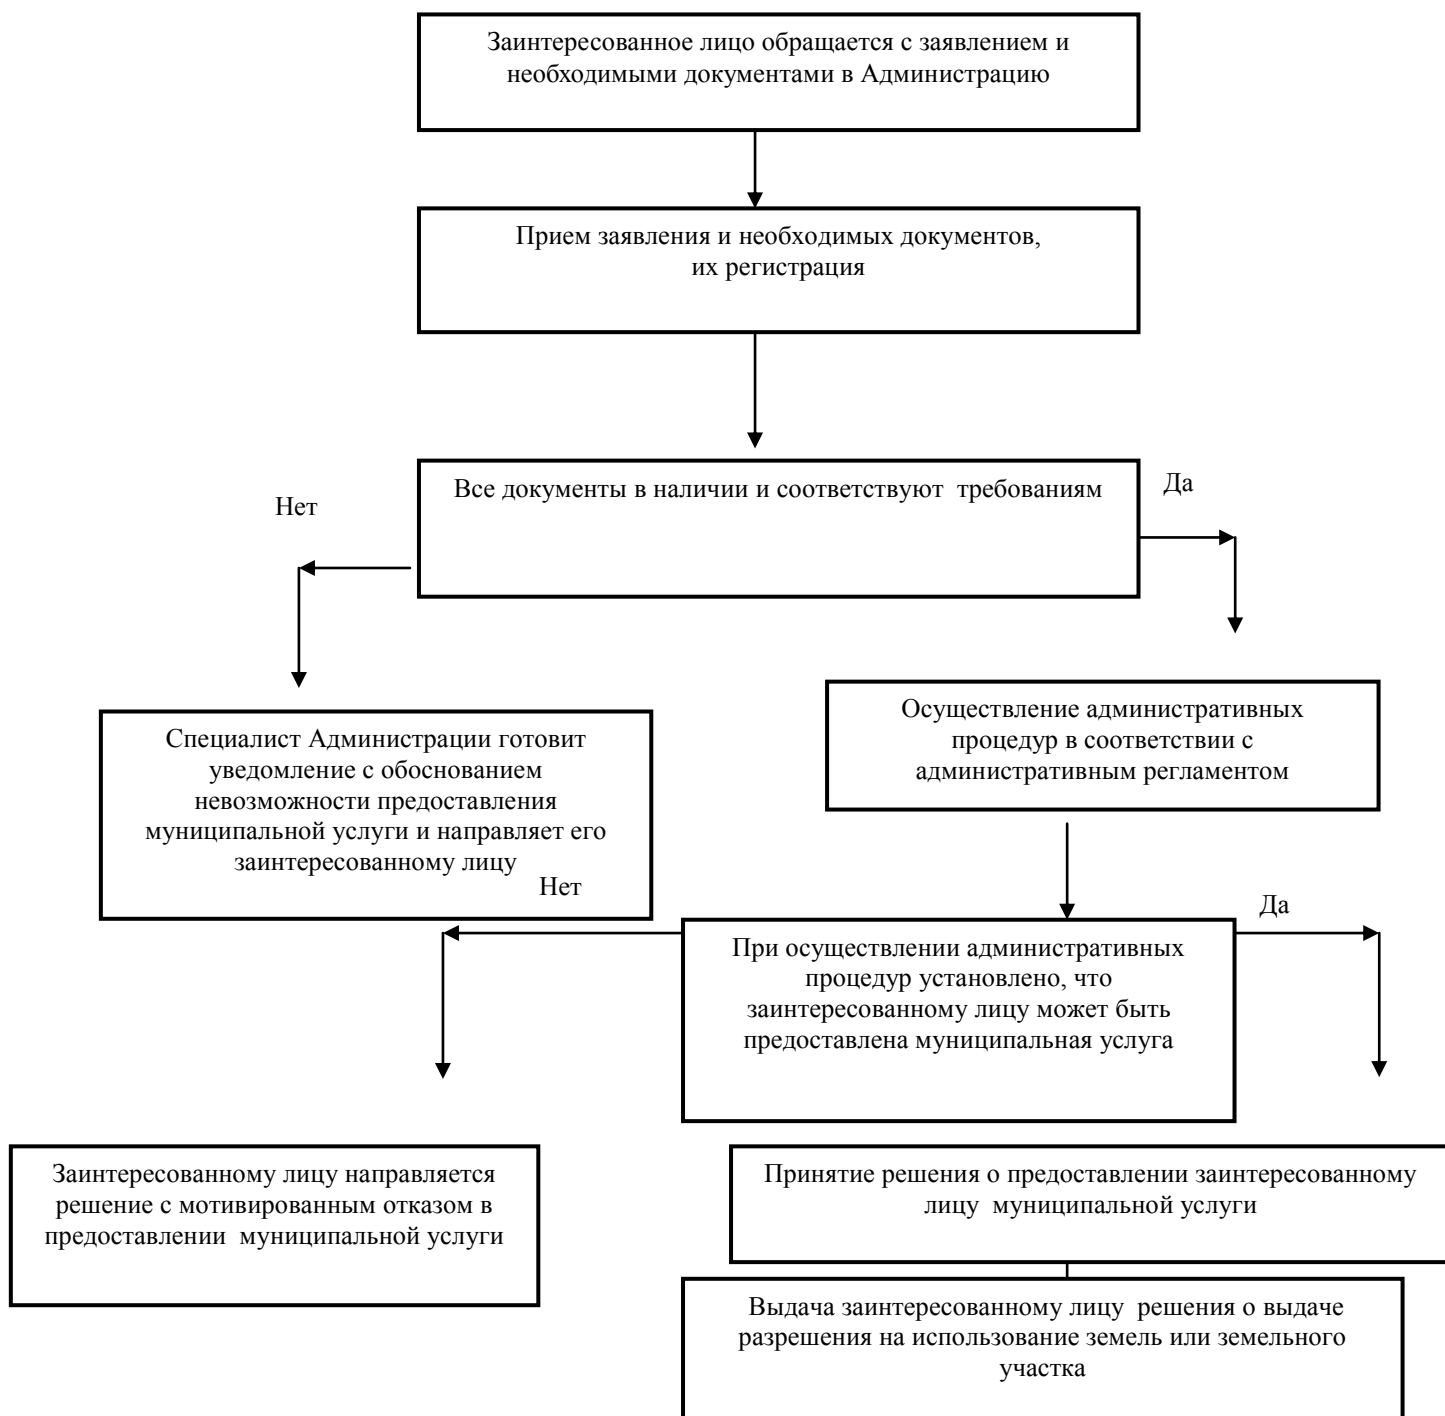 Заинтересованное лицо обращается с заявлением и
необходимыми документами в Администрацию
Прием заявления и необходимых документов,
их регистрация
Все документы в наличии и соответствуют  требованиям
Да
Нет
Осуществление административных
процедур в соответствии с
административным регламентом
Специалист Администрации готовит
уведомление с обоснованием
невозможности предоставления
муниципальной услуги и направляет его
заинтересованному лицу
Нет
Да
При осуществлении административных
процедур установлено, что
заинтересованному лицу может быть
предоставлена муниципальная услуга
Заинтересованному лицу направляется
решение с мотивированным отказом в
предоставлении  муниципальной услуги
Принятие решения о предоставлении заинтересованному
лицу  муниципальной услуги
Выдача заинтересованному лицу  решения о выдаче
разрешения на использование земель или земельного
участка